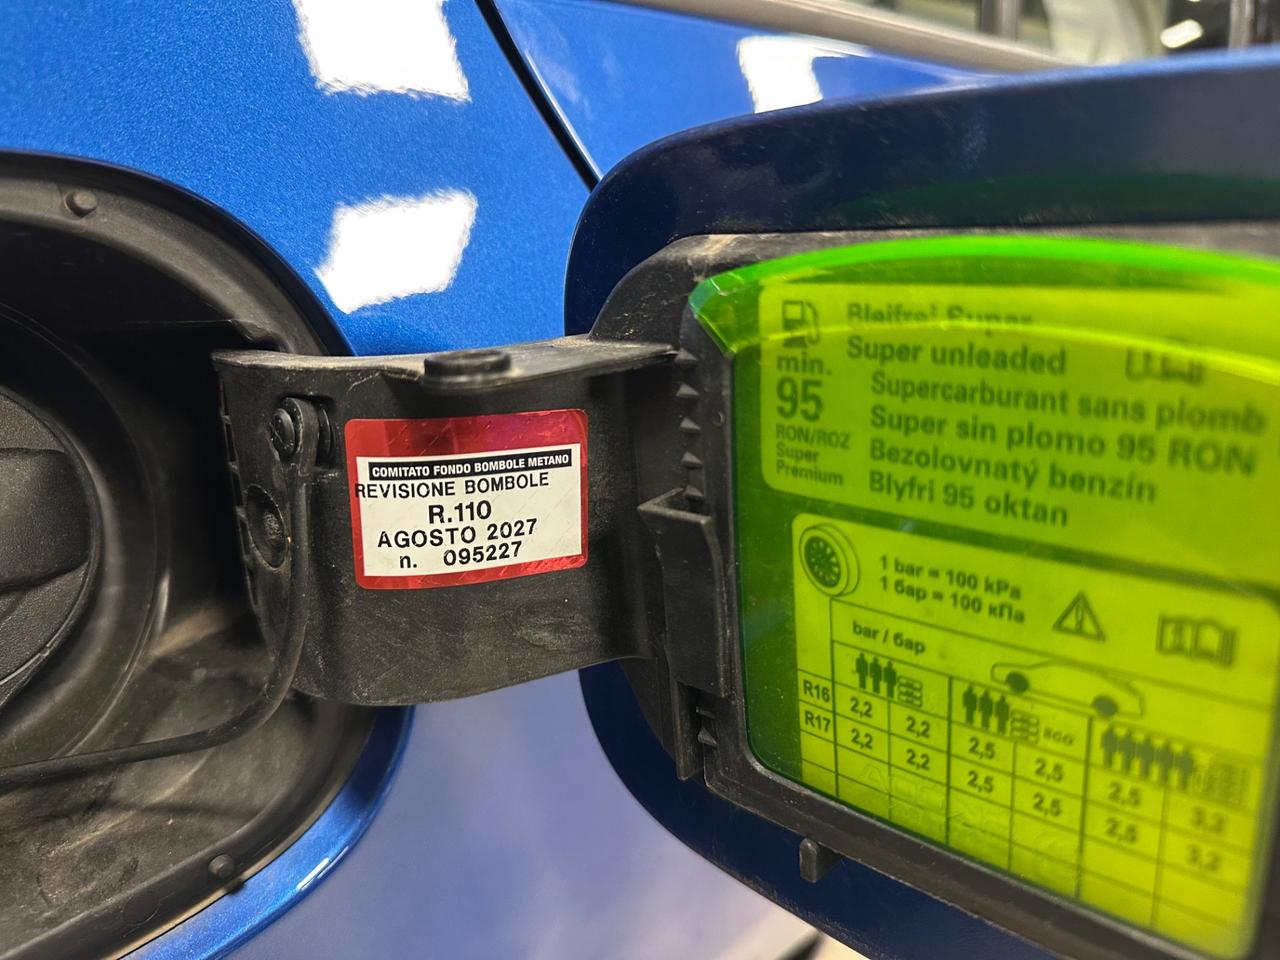 COMITATO FONDO BOMBOLE METANO
REVISIONE BOMBOLE
R.110
AGOSTO 2027
n. 095227
min.
95
RON/ROZ
Super
Premium
Bleifrei Super
Super unleaded
Supercarburant sans plomb
Super sin plomo 95 RON
Bezolovnatý benzín
Blyfri 95 oktan
1 bar = 100 kPa
1 бар = 100 кПа
bar / бар
R16 2,2 2,2 2,5 2,5 2,5 3,2
R17 2,2 2,2 2,5 2,5 2,5 3,2